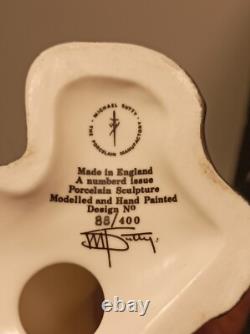 MICHAEL SUTTY
THE PORCELAIN MANUFACTORY
Made in England
A numberd issue
Porcelain Sculpture
Modelled and Hand Painted
Design No
88/400
M Sutty.